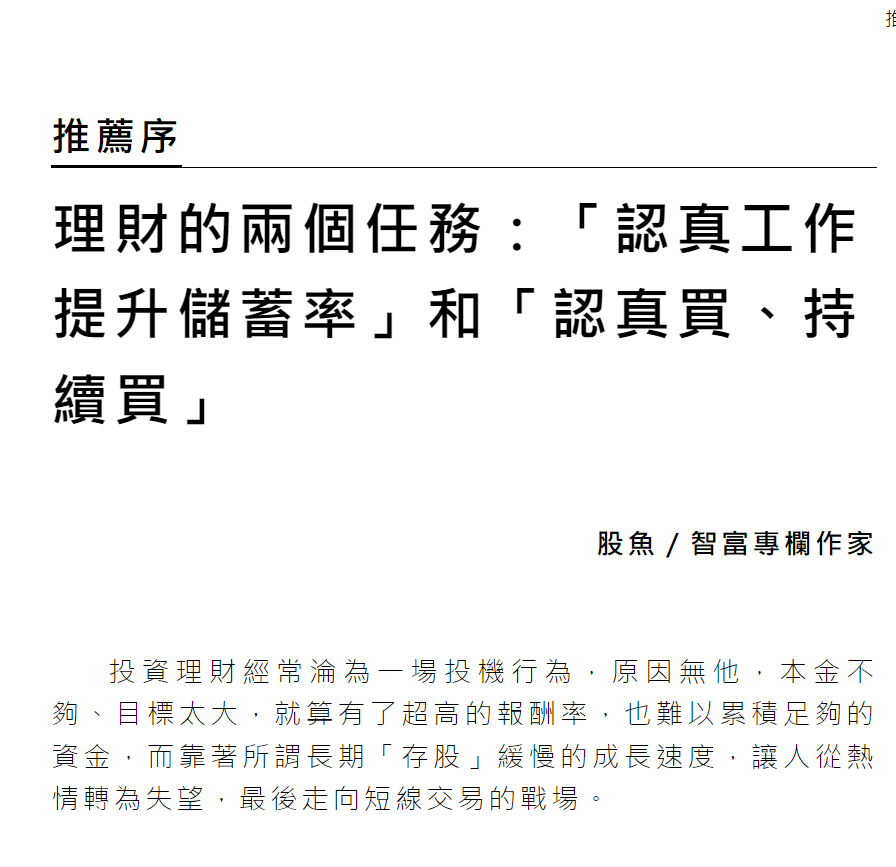 推薦序
理財的兩個任務：「認真工作
提升儲蓄率」和「認真買、持
續買」
股魚 / 智富專欄作家
投資理財經常淪為一場投機行為，原因無他，本金不
夠、目標太大，就算有了超高的報酬率，也難以累積足夠的
資金，而靠著所謂長期「存股」緩慢的成長速度，讓人從熱
情轉為失望，最後走向短線交易的戰場。